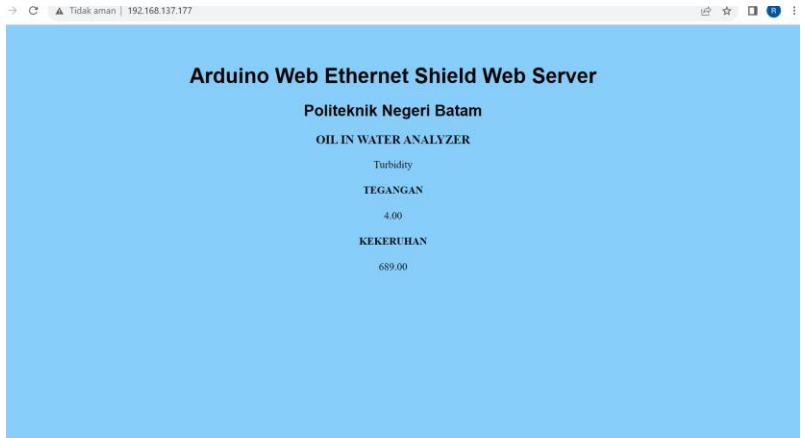 Tidak aman | 192.168.137.177
R
Arduino Web Ethernet Shield Web Server
Politeknik Negeri Batam
OIL IN WATER ANALYZER
Turbidity
TEGANGAN
4.00
KEKERUHAN
689.00